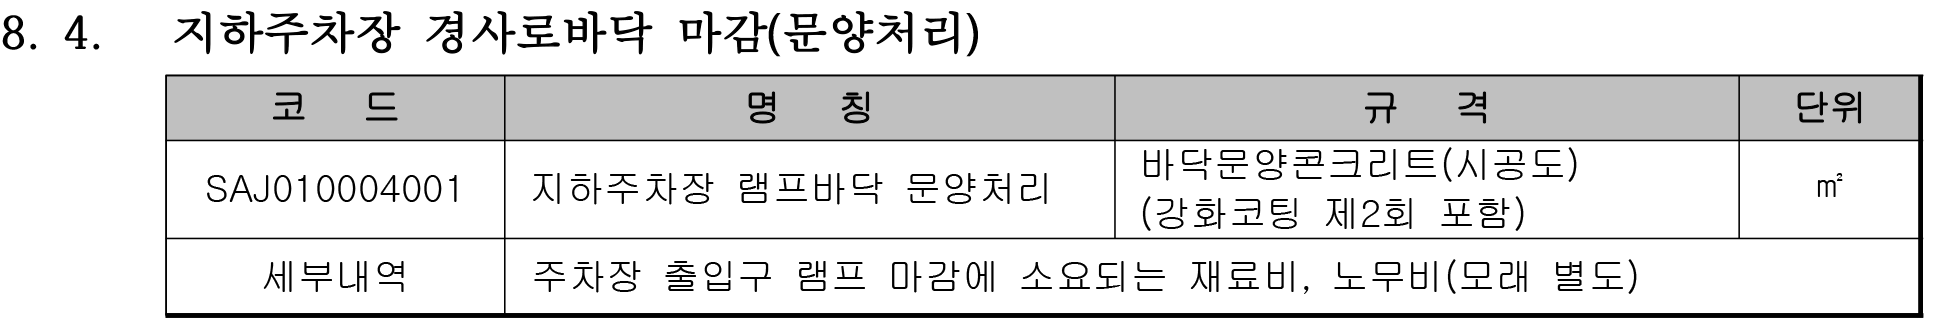 8. 4. 지하주차장 경사로바닥 마감(문양처리)
코 드 명 칭 규 격 단위
SAJ010004001 지하주차장 램프바닥 문양처리 바닥문양콘크리트(시공도)
(강화코팅 제2회 포함) ㎡
세부내역 주차장 출입구 램프 마감에 소요되는 재료비, 노무비(모래 별도)